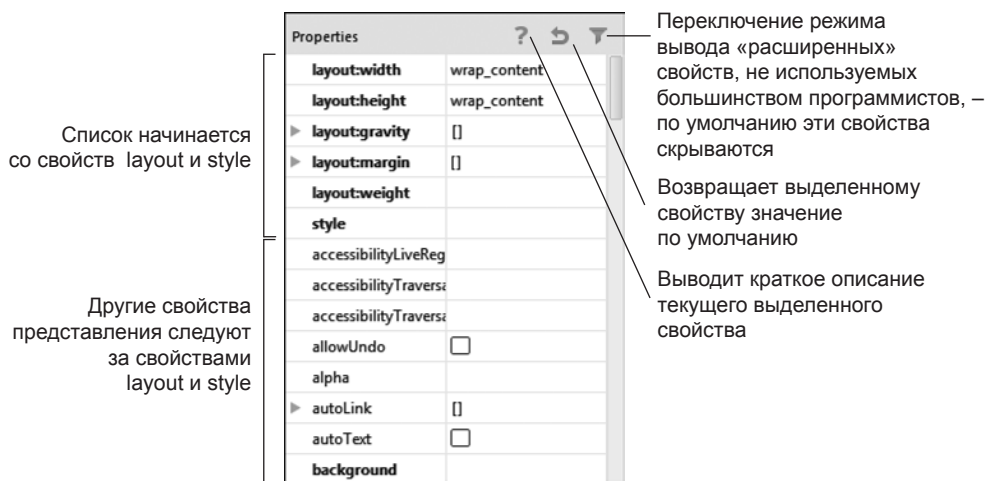 Список начинается
со свойств layout и style
Другие свойства
представления следуют
за свойствами
layout и style
Properties ?
layout:width wrap_content
layout:height wrap_content
layout:gravity []
layout:margin []
layout:weight
style
accessibilityLiveReg
accessibilityTraversa
accessibilityTraversa
allowUndo
alpha
autoLink []
autoText
background
Переключение режима
вывода «расширенных»
свойств, не используемых
большинством программистов, –
по умолчанию эти свойства
скрываются
Возвращает выделенному
свойству значение
по умолчанию
Выводит краткое описание
текущего выделенного
свойства